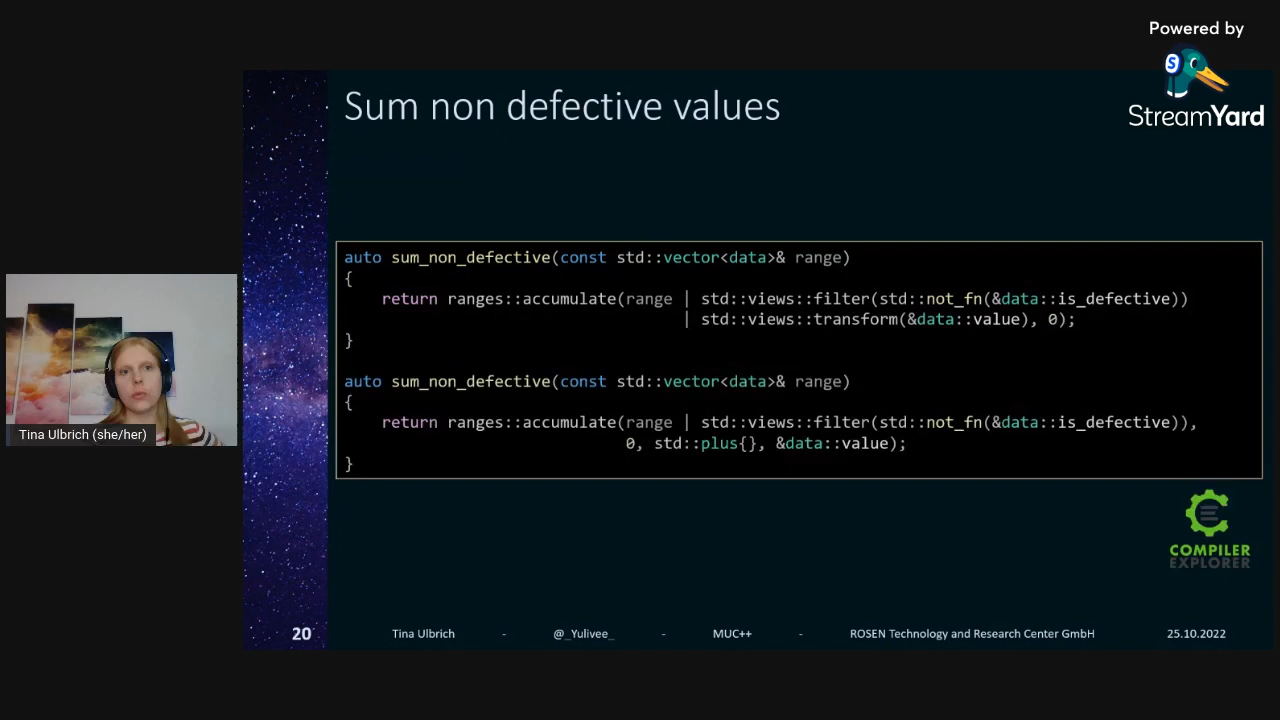 Powered by
S
StreamYard
Sum non defective values
auto sum_non_defective(const std::vector<data>& range)
{
return ranges::accumulate(range | std::views::filter(std::not_fn(&data::is_defective))
| std::views::transform(&data::value), 0);
}
auto sum_non_defective(const std::vector<data>& range)
{
return ranges::accumulate(range | std::views::filter(std::not_fn(&data::is_defective)),
0, std::plus{}, &data::value);
}
Tina Ulbrich (she/her)
COMPILER
EXPLORER
20
Tina Ulbrich - @_Yulivee_ - MUC++ - ROSEN Technology and Research Center GmbH 25.10.2022